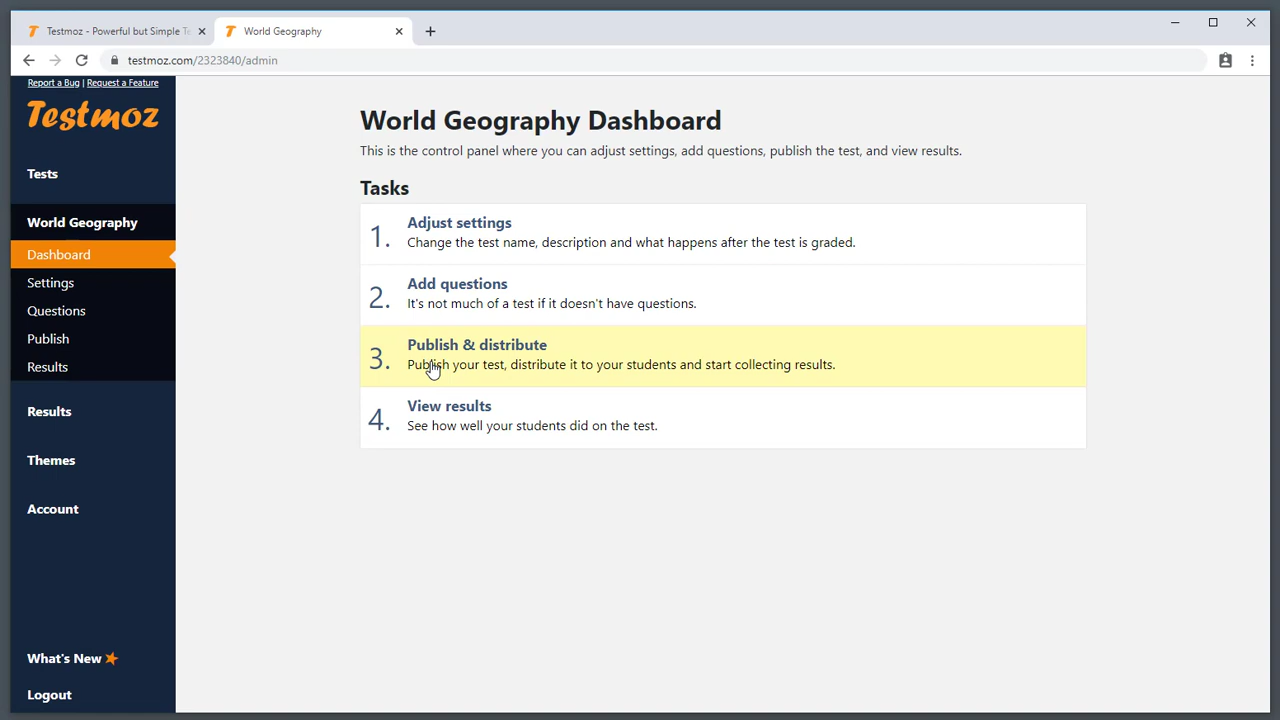 Testmoz - Powerful but Simple Te
World Geography
testmoz.com/2323840/admin
Report a Bug | Request a Feature
Testmoz
Tests
World Geography
Dashboard
Settings
Questions
Publish
Results
Results
Themes
Account
What's New
Logout
World Geography Dashboard
This is the control panel where you can adjust settings, add questions, publish the test, and view results.
Tasks
1. Adjust settings
Change the test name, description and what happens after the test is graded.
2. Add questions
It's not much of a test if it doesn't have questions.
3. Publish & distribute
Publish your test, distribute it to your students and start collecting results.
4. View results
See how well your students did on the test.